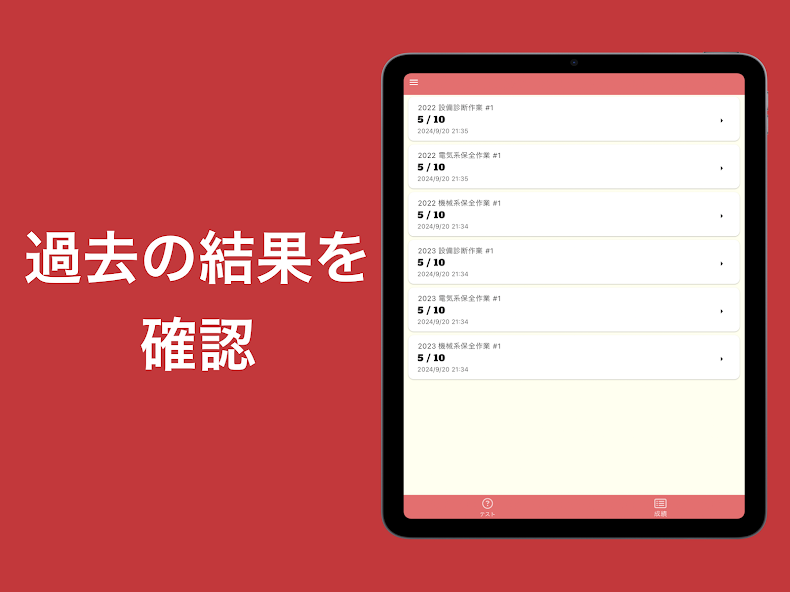 過去の結果を
確認
2022 設備診断作業 #1
5 / 10
2024/9/20 21:35
2022 電気系保全作業 #1
5 / 10
2024/9/20 21:35
2022 機械系保全作業 #1
5 / 10
2024/9/20 21:34
2023 設備診断作業 #1
5 / 10
2024/9/20 21:34
2023 電気系保全作業 #1
5 / 10
2024/9/20 21:34
2023 機械系保全作業 #1
5 / 10
2024/9/20 21:34
テスト
成績